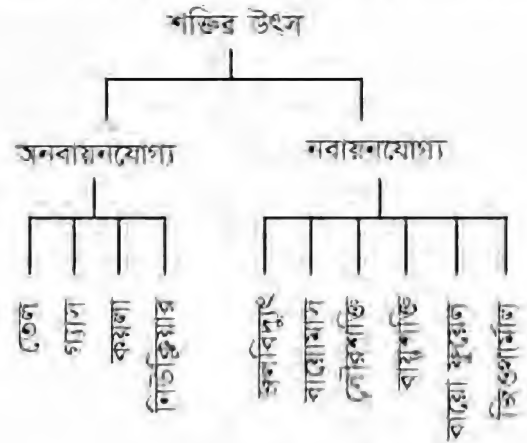 শক্তির উৎস
অনবায়নযোগ্য
নবায়নযোগ্য
তেল
গ্যাস
কয়লা
নিউক্লিয়ার
জলবিদ্যুৎ
বায়োমাস
সৌরশক্তি
বায়ুশক্তি
বায়ো ফুয়েল
জিওথার্মাল